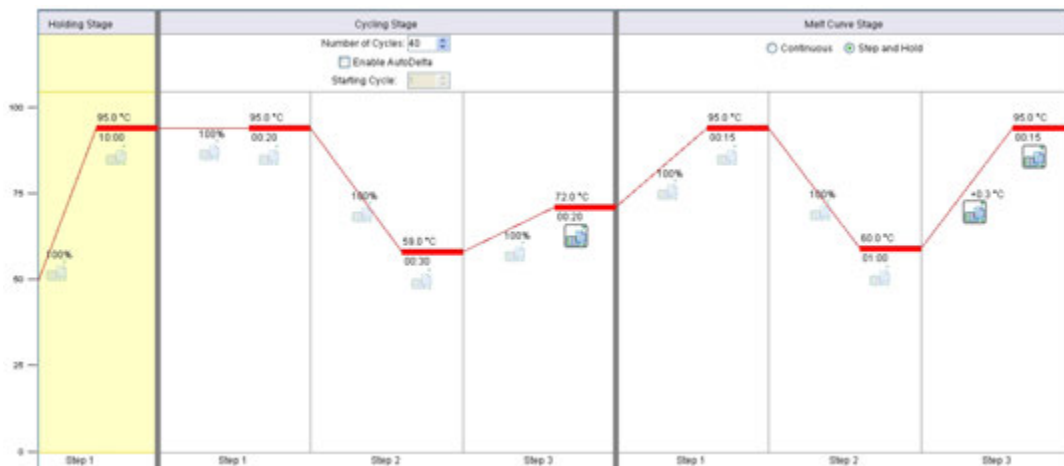 Holding Stage
Cycling Stage
Melt Curve Stage
Number of Cycles: 40
Enable AutoDelta
Starting Cycle:
Continuous
Step and Hold
100
75
50
25
0
100%
95.0 °C
10:00
Step 1
100%
95.0 °C
00:20
Step 1
100%
59.0 °C
00:30
Step 2
100%
72.0 °C
00:20
Step 3
100%
95.0 °C
00:15
Step 1
100%
60.0 °C
01:00
Step 2
+0.3 °C
95.0 °C
00:15
Step 3